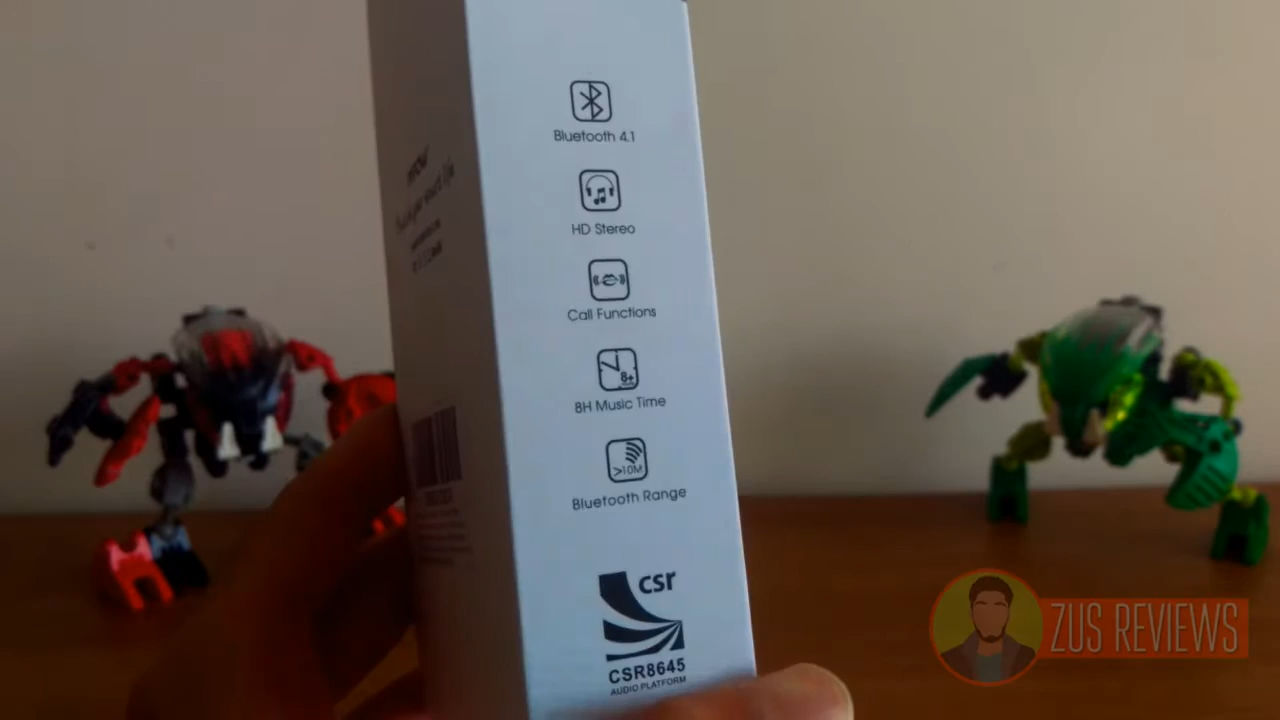 Bluetooth 4.1
HD Stereo
Call Functions
8+
8H Music Time
>10M
Bluetooth Range
csr
CSR8645
AUDIO PLATFORM
ZUS REVIEWS